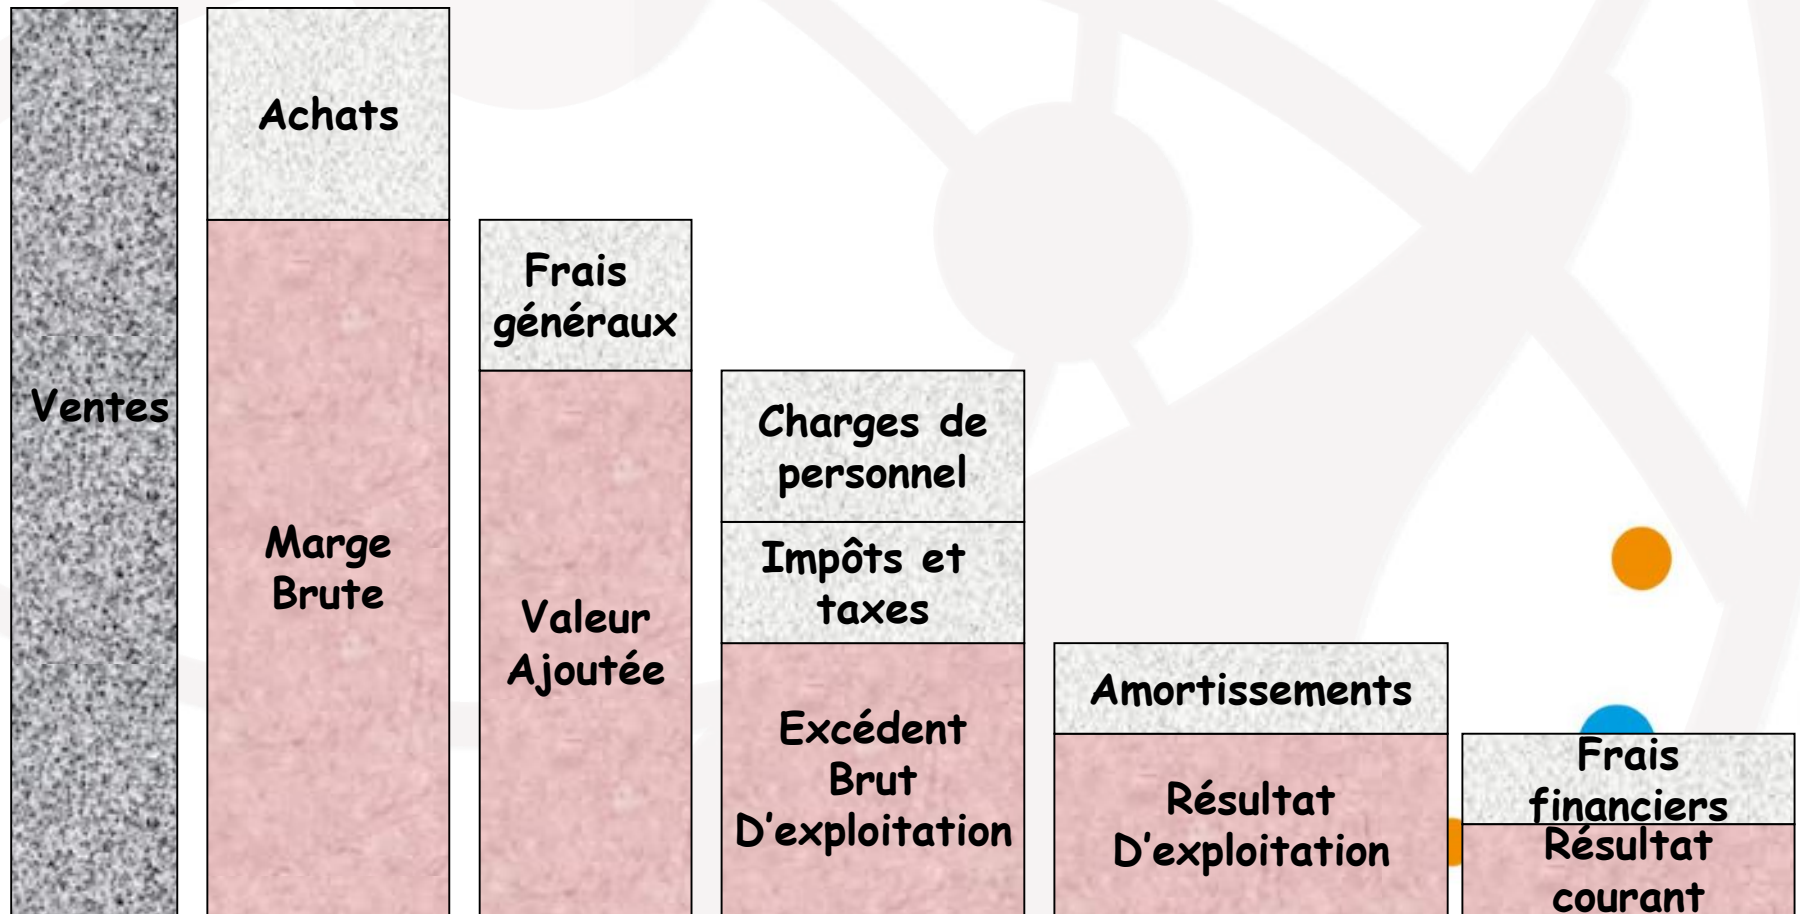 Ventes
Achats
Marge
Brute
Frais
généraux
Valeur
Ajoutée
Charges de
personnel
Impôts et
taxes
Excédent
Brut
D'exploitation
Amortissements
Résultat
D'exploitation
Frais
financiers
Résultat
courant